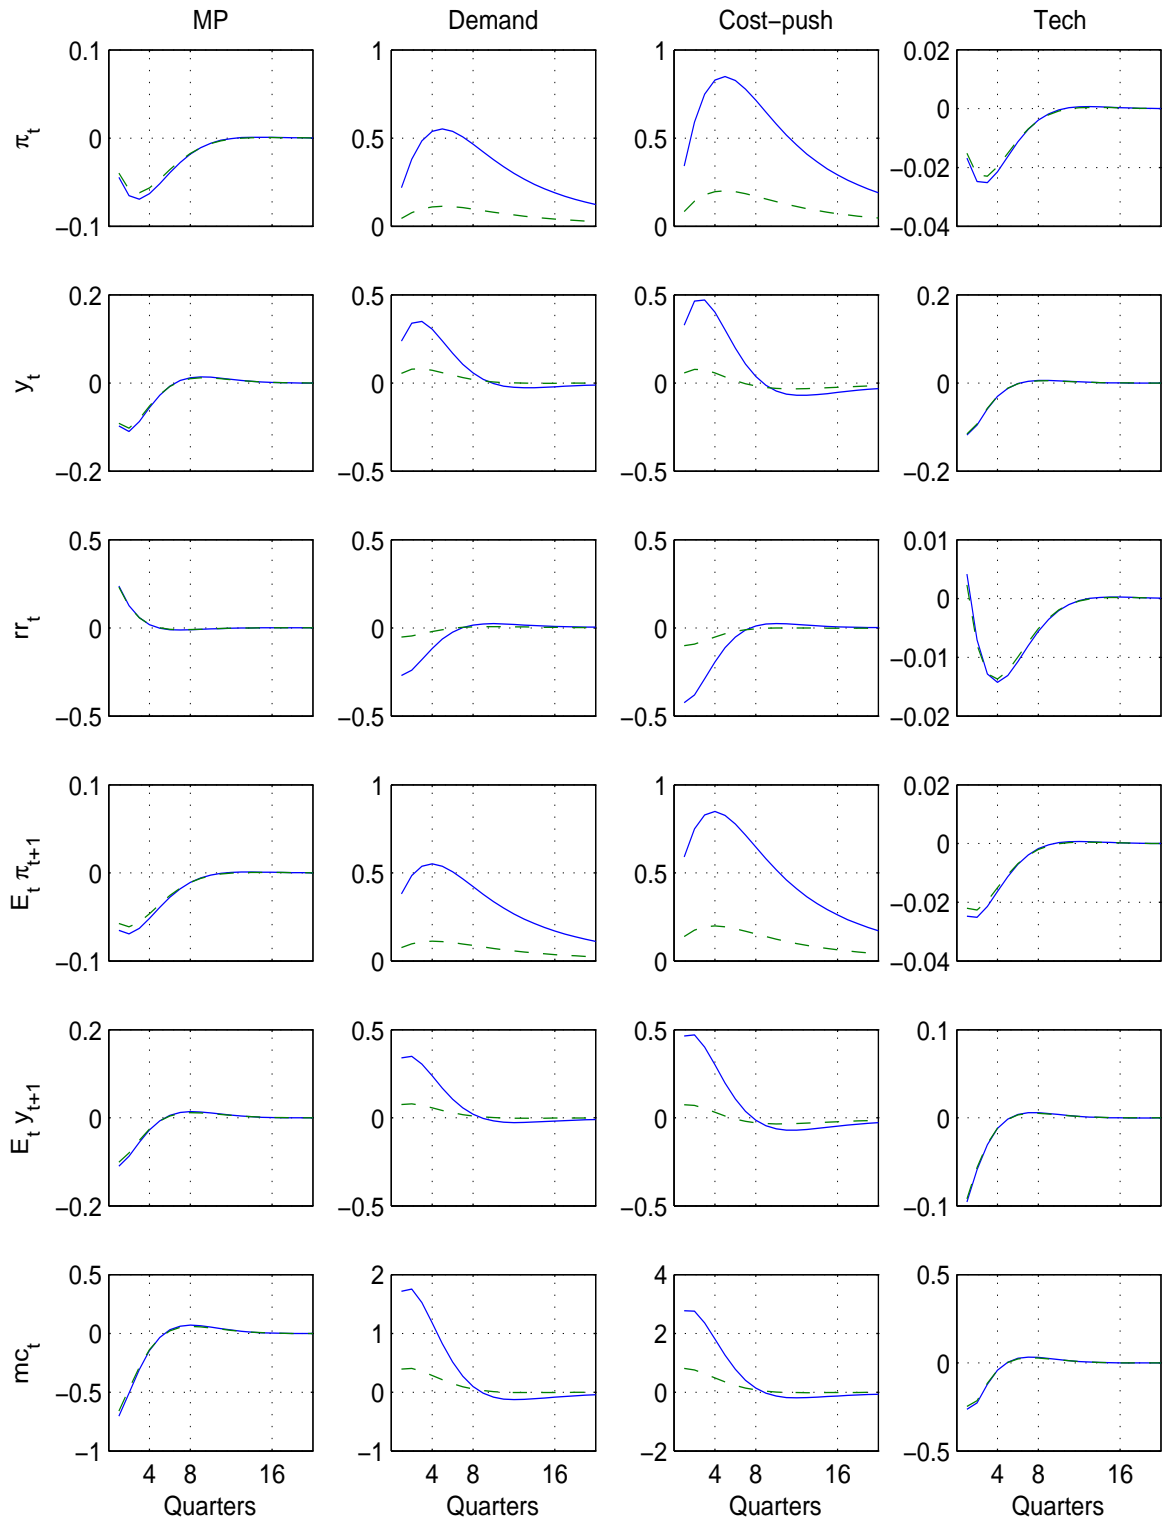 MP Demand Cost−push Tech
0.1 1 1 0.02
π_t 0 0.5 0.5 0
−0.02
−0.1 0 0 −0.04
0.2 0.5 0.5 0.2
y_t 0 0 0 0
−0.2 −0.5 −0.5 −0.2
0.5 0.5 0.5 0.01
rr_t 0 0 0 0
−0.01
−0.5 −0.5 −0.5 −0.02
0.1 1 1 0.02
E_t π_{t+1} 0 0.5 0.5 0
−0.02
−0.1 0 0 −0.04
0.2 0.5 0.5 0.1
E_t y_{t+1} 0 0 0 0
−0.2 −0.5 −0.5 −0.1
0.5 2 4 0.5
mc_t 0 1 2 0
−0.5 0 0
−1 −1 −2 −0.5
4 8 16 4 8 16 4 8 16 4 8 16
Quarters Quarters Quarters Quarters